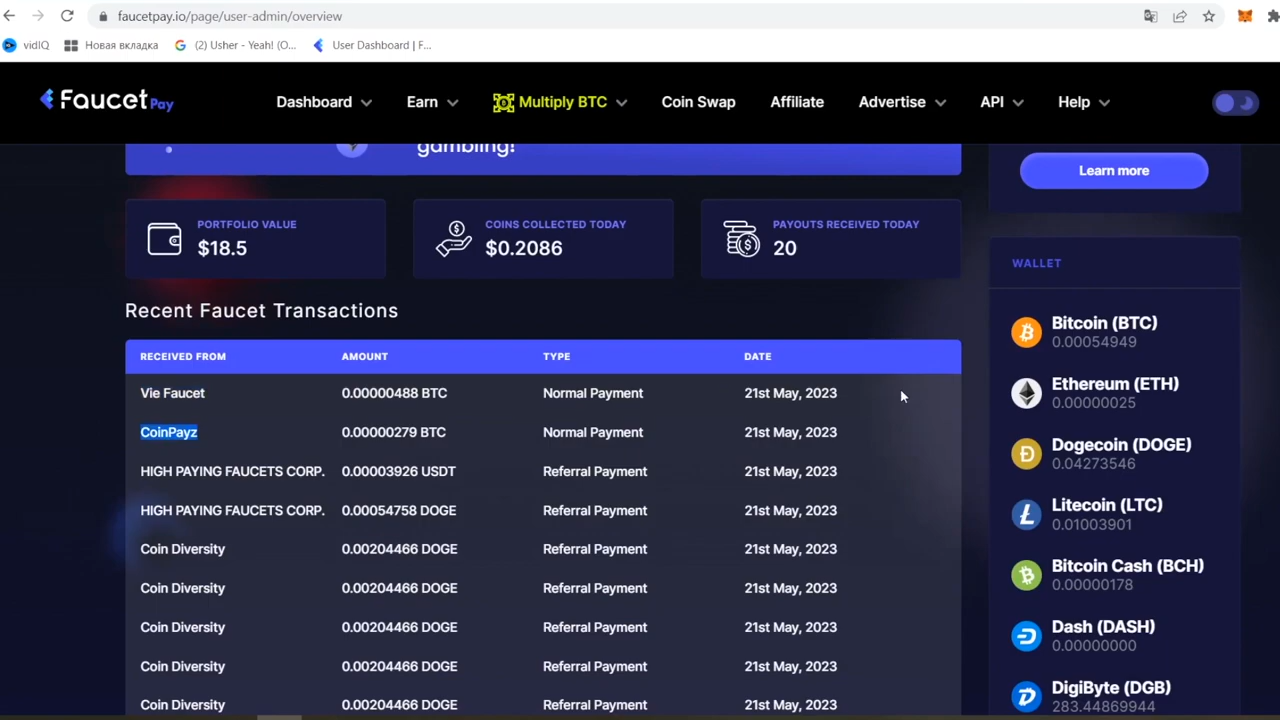 faucetpay.io/page/user-admin/overview
vidIQ Новая вкладка (2) Usher - Yeah! (O... User Dashboard | F...
FaucetPay Dashboard Earn Multiply BTC Coin Swap Affiliate Advertise API Help
gambling!
Learn more
PORTFOLIO VALUE
$18.5
COINS COLLECTED TODAY
$0.2086
PAYOUTS RECEIVED TODAY
20
Recent Faucet Transactions
RECEIVED FROM AMOUNT TYPE DATE
Vie Faucet 0.00000488 BTC Normal Payment 21st May, 2023
CoinPayz 0.00000279 BTC Normal Payment 21st May, 2023
HIGH PAYING FAUCETS CORP. 0.00003926 USDT Referral Payment 21st May, 2023
HIGH PAYING FAUCETS CORP. 0.00054758 DOGE Referral Payment 21st May, 2023
Coin Diversity 0.00204466 DOGE Referral Payment 21st May, 2023
Coin Diversity 0.00204466 DOGE Referral Payment 21st May, 2023
Coin Diversity 0.00204466 DOGE Referral Payment 21st May, 2023
Coin Diversity 0.00204466 DOGE Referral Payment 21st May, 2023
Coin Diversity 0.00204466 DOGE Referral Payment 21st May, 2023
WALLET
Bitcoin (BTC)
0.00054949
Ethereum (ETH)
0.00000025
Dogecoin (DOGE)
0.04273546
Litecoin (LTC)
0.01003901
Bitcoin Cash (BCH)
0.00000178
Dash (DASH)
0.00000000
DigiByte (DGB)
283.44869944